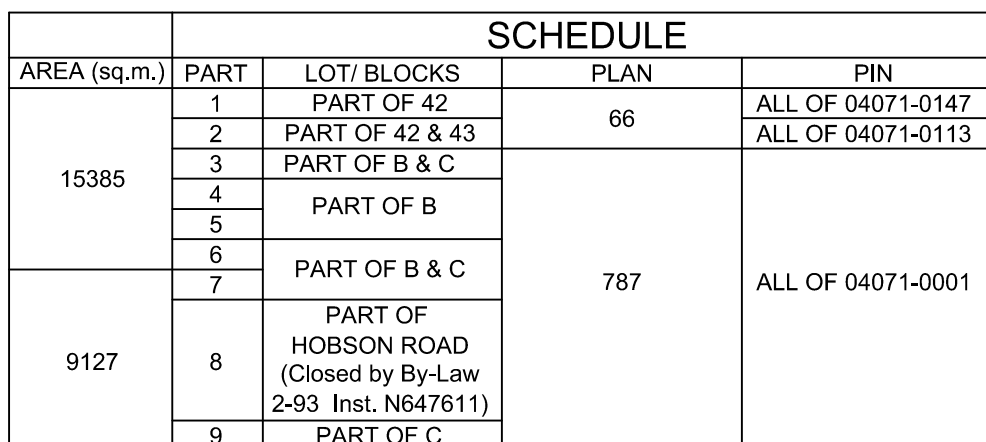 SCHEDULE
AREA (sq.m.) PART LOT/ BLOCKS PLAN PIN
15385 1 PART OF 42 66 ALL OF 04071-0147
2 PART OF 42 & 43 ALL OF 04071-0113
3 PART OF B & C 787 ALL OF 04071-0001
4 PART OF B
5
6 PART OF B & C
9127 7
8 PART OF
HOBSON ROAD
(Closed by By-Law
2-93 Inst. N647611)
9 PART OF C